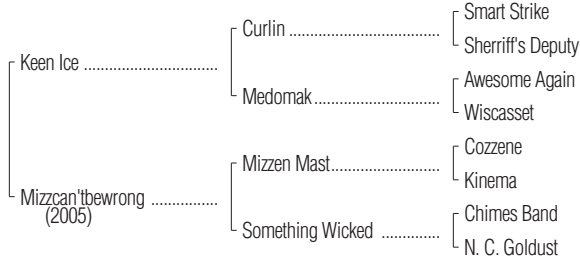 Smart Strike
Curlin ........................................
Sherriff's Deputy
Keen Ice ...................................
Awesome Again
Medomak.................................
Wiscasset
Cozzene
Mizzen Mast.............................
Kinema
Mizzcan'tbewrong .................
(2005)
Chimes Band
Something Wicked ...............
N. C. Goldust